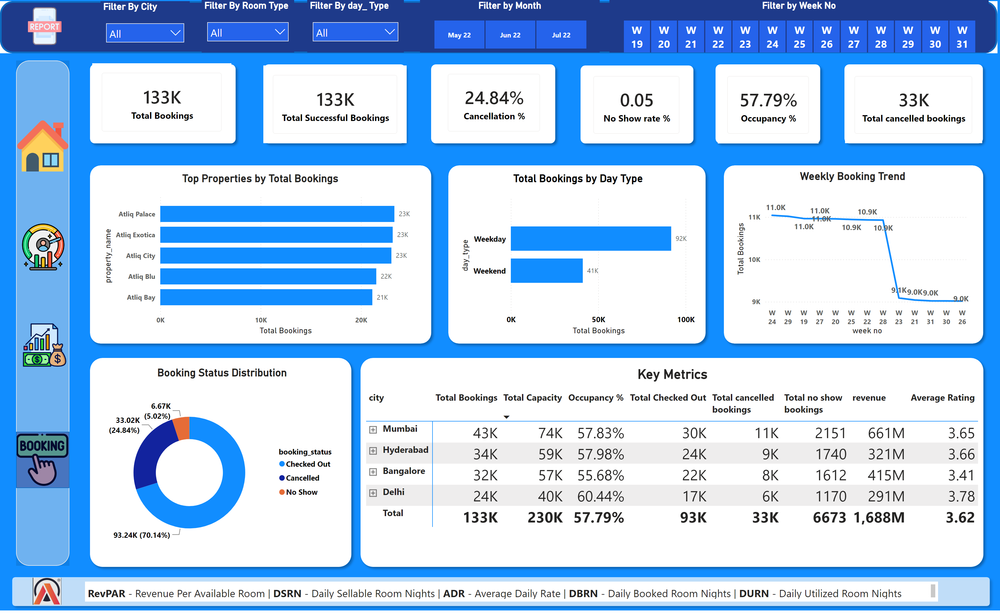 REPORT
Filter By City
All
Filter By Room Type
All
Filter By day_ Type
All
Filter by Month
May 22
Jun 22
Jul 22
Filter by Week No
W 19
W 20
W 21
W 22
W 23
W 24
W 25
W 26
W 27
W 28
W 29
W 30
W 31
133K
Total Bookings
133K
Total Successful Bookings
24.84%
Cancellation %
0.05
No Show rate %
57.79%
Occupancy %
33K
Total cancelled bookings
Top Properties by Total Bookings
property_name
Atliq Palace 23K
Atliq Exotica 23K
Atliq City 23K
Atliq Blu 22K
Atliq Bay 21K
0K 10K 20K
Total Bookings
Total Bookings by Day Type
day_type
Weekday 92K
Weekend 41K
0K 50K 100K
Total Bookings
Weekly Booking Trend
Total Bookings
11K
10K
9K
11.0K
11.0K
11.0K
11.0K
10.9K
10.9K
10.9K
9.1K
9.0K
9.0K
9.0K
W 24
W 29
W 19
W 27
W 20
W 25
W 22
W 28
W 23
W 21
W 31
W 30
W 26
week no
BOOKING
Booking Status Distribution
6.67K
(5.02%)
33.02K
(24.84%)
93.24K (70.14%)
booking_status
Checked Out
Cancelled
No Show
Key Metrics
city Total Bookings Total Capacity Occupancy % Total Checked Out Total cancelled bookings Total no show bookings revenue Average Rating
Mumbai 43K 74K 57.83% 30K 11K 2151 661M 3.65
Hyderabad 34K 59K 57.98% 24K 9K 1740 321M 3.66
Bangalore 32K 57K 55.68% 22K 8K 1612 415M 3.41
Delhi 24K 40K 60.44% 17K 6K 1170 291M 3.78
Total 133K 230K 57.79% 93K 33K 6673 1,688M 3.62
RevPAR - Revenue Per Available Room | DSRN - Daily Sellable Room Nights | ADR - Average Daily Rate | DBRN - Daily Booked Room Nights | DURN - Daily Utilized Room Nights